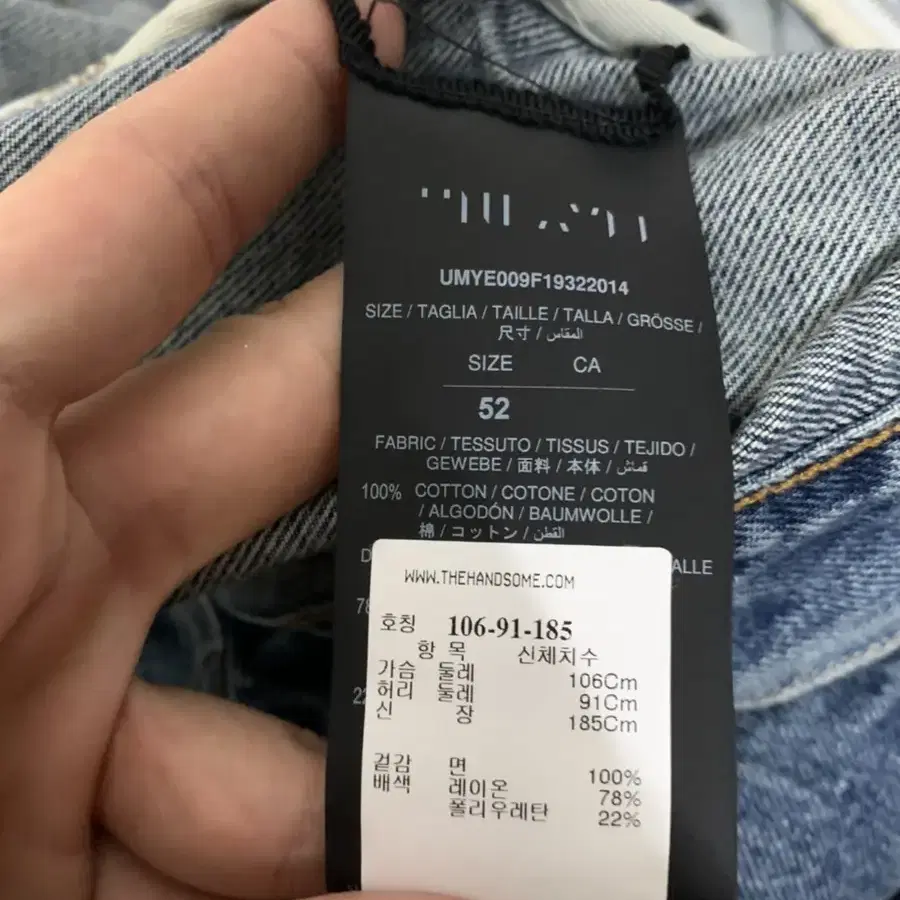 UMYE009F19322014
SIZE / TAGLIA / TAILLE / TALLA / GRÖSSE /
尺寸 / المقاس
SIZE CA
52
FABRIC / TESSUTO / TISSUS / TEJIDO /
GEWEBE / 面料 / 本体 / قماش
100% COTTON / COTONE / COTON
/ ALGODÓN / BAUMWOLLE /
棉 / コットン / القطن
WWW.THEHANDSOME.COM
호칭 106-91-185
항 목 신체치수
가슴 둘레 106Cm
허리 둘레 91Cm
신 장 185Cm
겉감 면 100%
배색 레이온 78%
폴리우레탄 22%